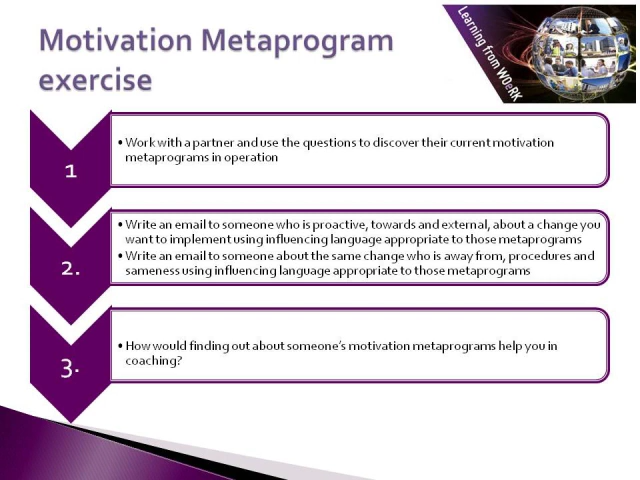 Motivation Metaprogram
exercise
Learning from WOeRK
1
• Work with a partner and use the questions to discover their current motivation
metaprograms in operation
2.
• Write an email to someone who is proactive, towards and external, about a change you
want to implement using influencing language appropriate to those metaprograms
• Write an email to someone about the same change who is away from, procedures and
sameness using influencing language appropriate to those metaprograms
3.
• How would finding out about someone's motivation metaprograms help you in
coaching?